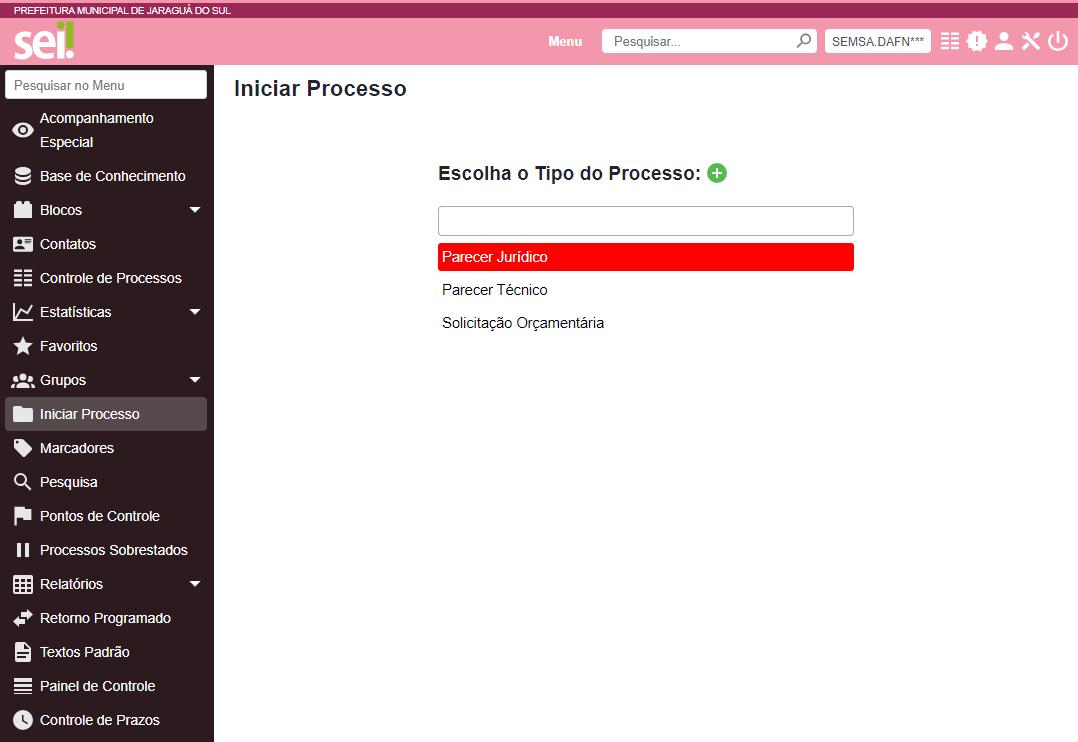 PREFEITURA MUNICIPAL DE JARAGUÁ DO SUL
sei!
Menu
Pesquisar...
SEMSA.DAFN***
Pesquisar no Menu
Acompanhamento
Especial
Base de Conhecimento
Blocos
Contatos
Controle de Processos
Estatísticas
Favoritos
Grupos
Iniciar Processo
Marcadores
Pesquisa
Pontos de Controle
Processos Sobrestados
Relatórios
Retorno Programado
Textos Padrão
Painel de Controle
Controle de Prazos
Iniciar Processo
Escolha o Tipo do Processo:
Parecer Jurídico
Parecer Técnico
Solicitação Orçamentária